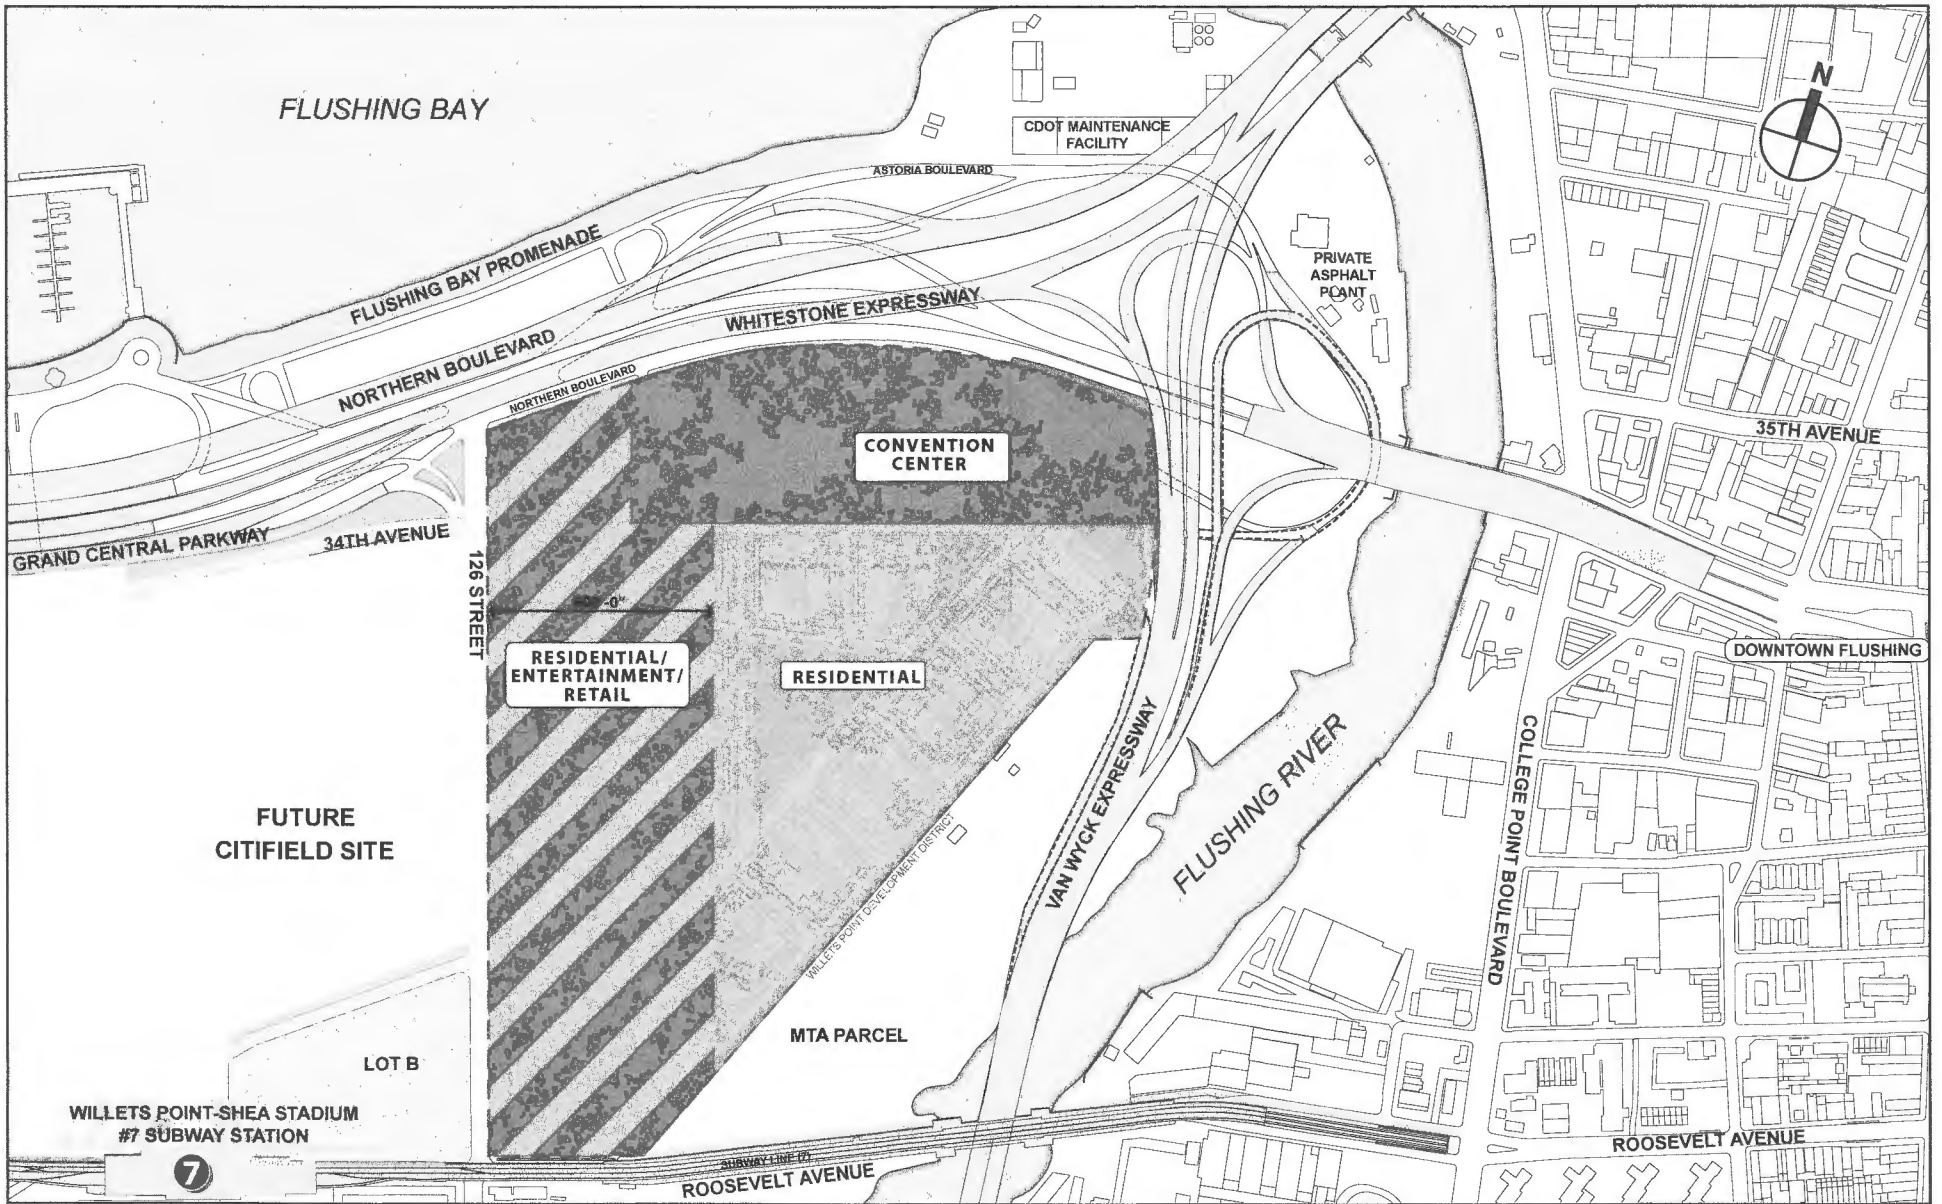 FLUSHING BAY
N
CDOT MAINTENANCE
FACILITY
ASTORIA BOULEVARD
FLUSHING BAY PROMENADE
PRIVATE
ASPHALT
PLANT
WHITESTONE EXPRESSWAY
NORTHERN BOULEVARD
NORTHERN BOULEVARD
35TH AVENUE
CONVENTION
CENTER
GRAND CENTRAL PARKWAY
34TH AVENUE
126 STREET
RESIDENTIAL/
ENTERTAINMENT/
RETAIL
RESIDENTIAL
DOWNTOWN FLUSHING
VAN WYCK EXPRESSWAY
FLUSHING RIVER
COLLEGE POINT BOULEVARD
FUTURE
CITIFIELD SITE
WILLETS POINT DEVELOPMENT DISTRICT
MTA PARCEL
LOT B
WILLETS POINT-SHEA STADIUM
#7 SUBWAY STATION
7
SUBWAY LINE (7)
ROOSEVELT AVENUE
ROOSEVELT AVENUE